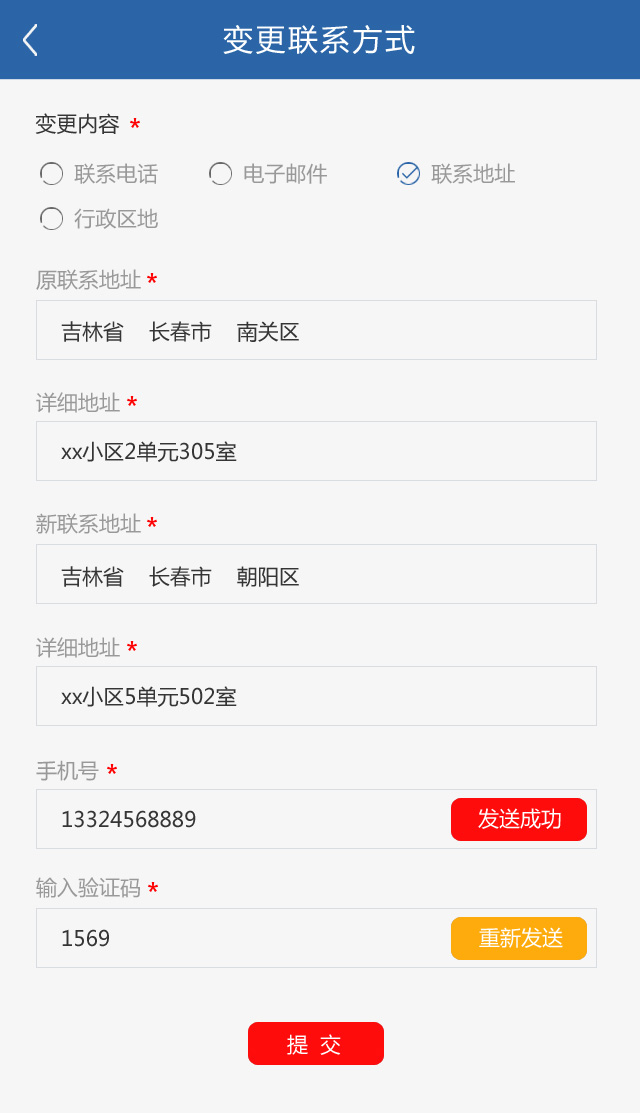 变更联系方式
变更内容 *
联系电话 电子邮件 联系地址
行政区地
原联系地址 *
吉林省 长春市 南关区
详细地址 *
xx小区2单元305室
新联系地址 *
吉林省 长春市 朝阳区
详细地址 *
xx小区5单元502室
手机号 *
13324568889 发送成功
输入验证码 *
1569 重新发送
提 交